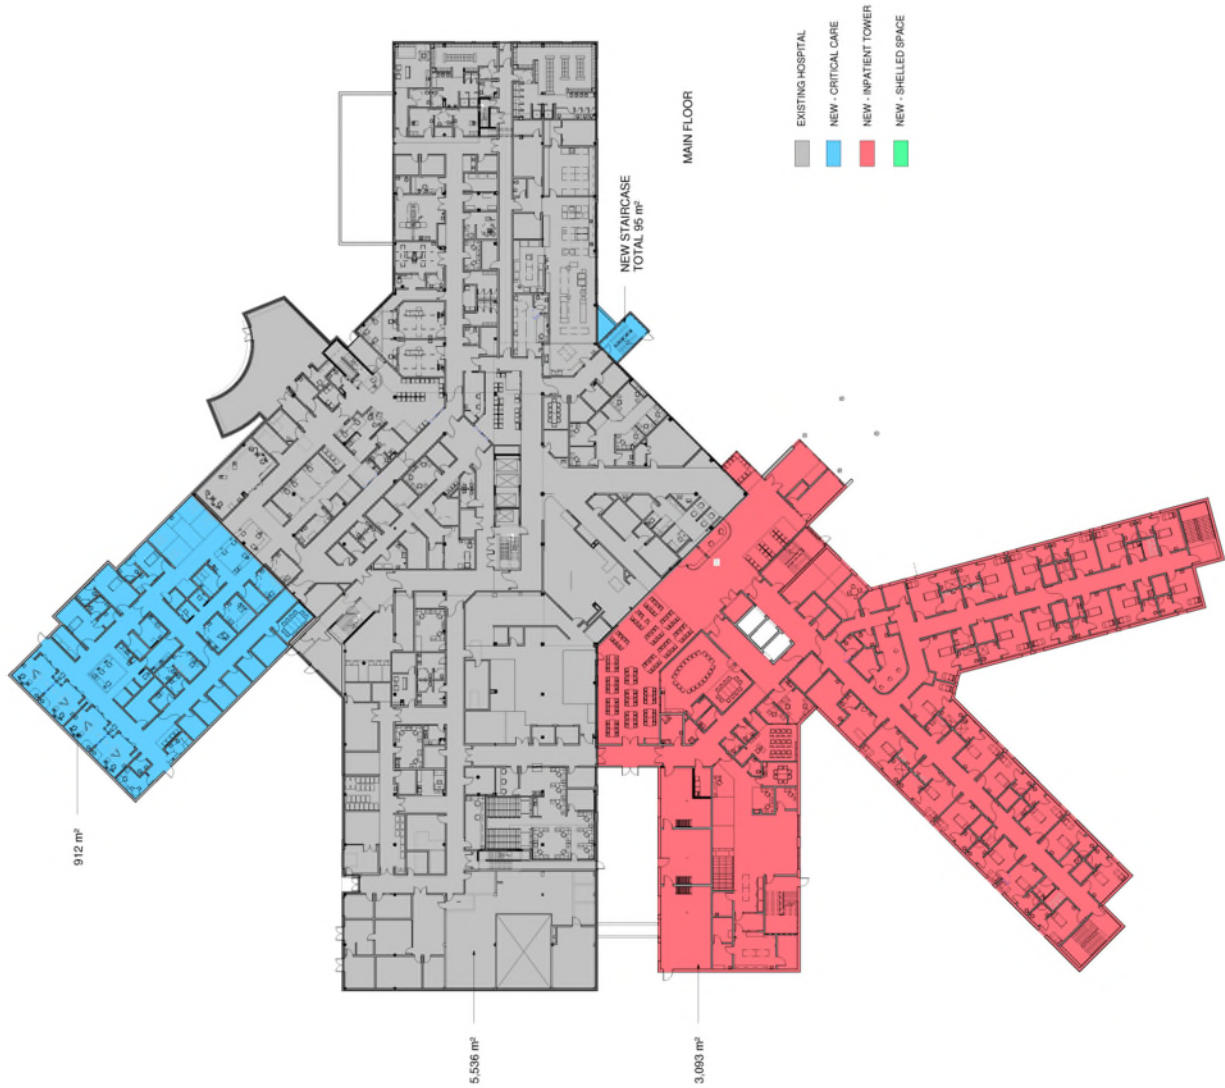 MAIN FLOOR
EXISTING HOSPITAL
NEW - CRITICAL CARE
NEW - INPATIENT TOWER
NEW - SHELLED SPACE
NEW STAIRCASE
TOTAL 95 m²
912 m²
5,536 m²
3,093 m²